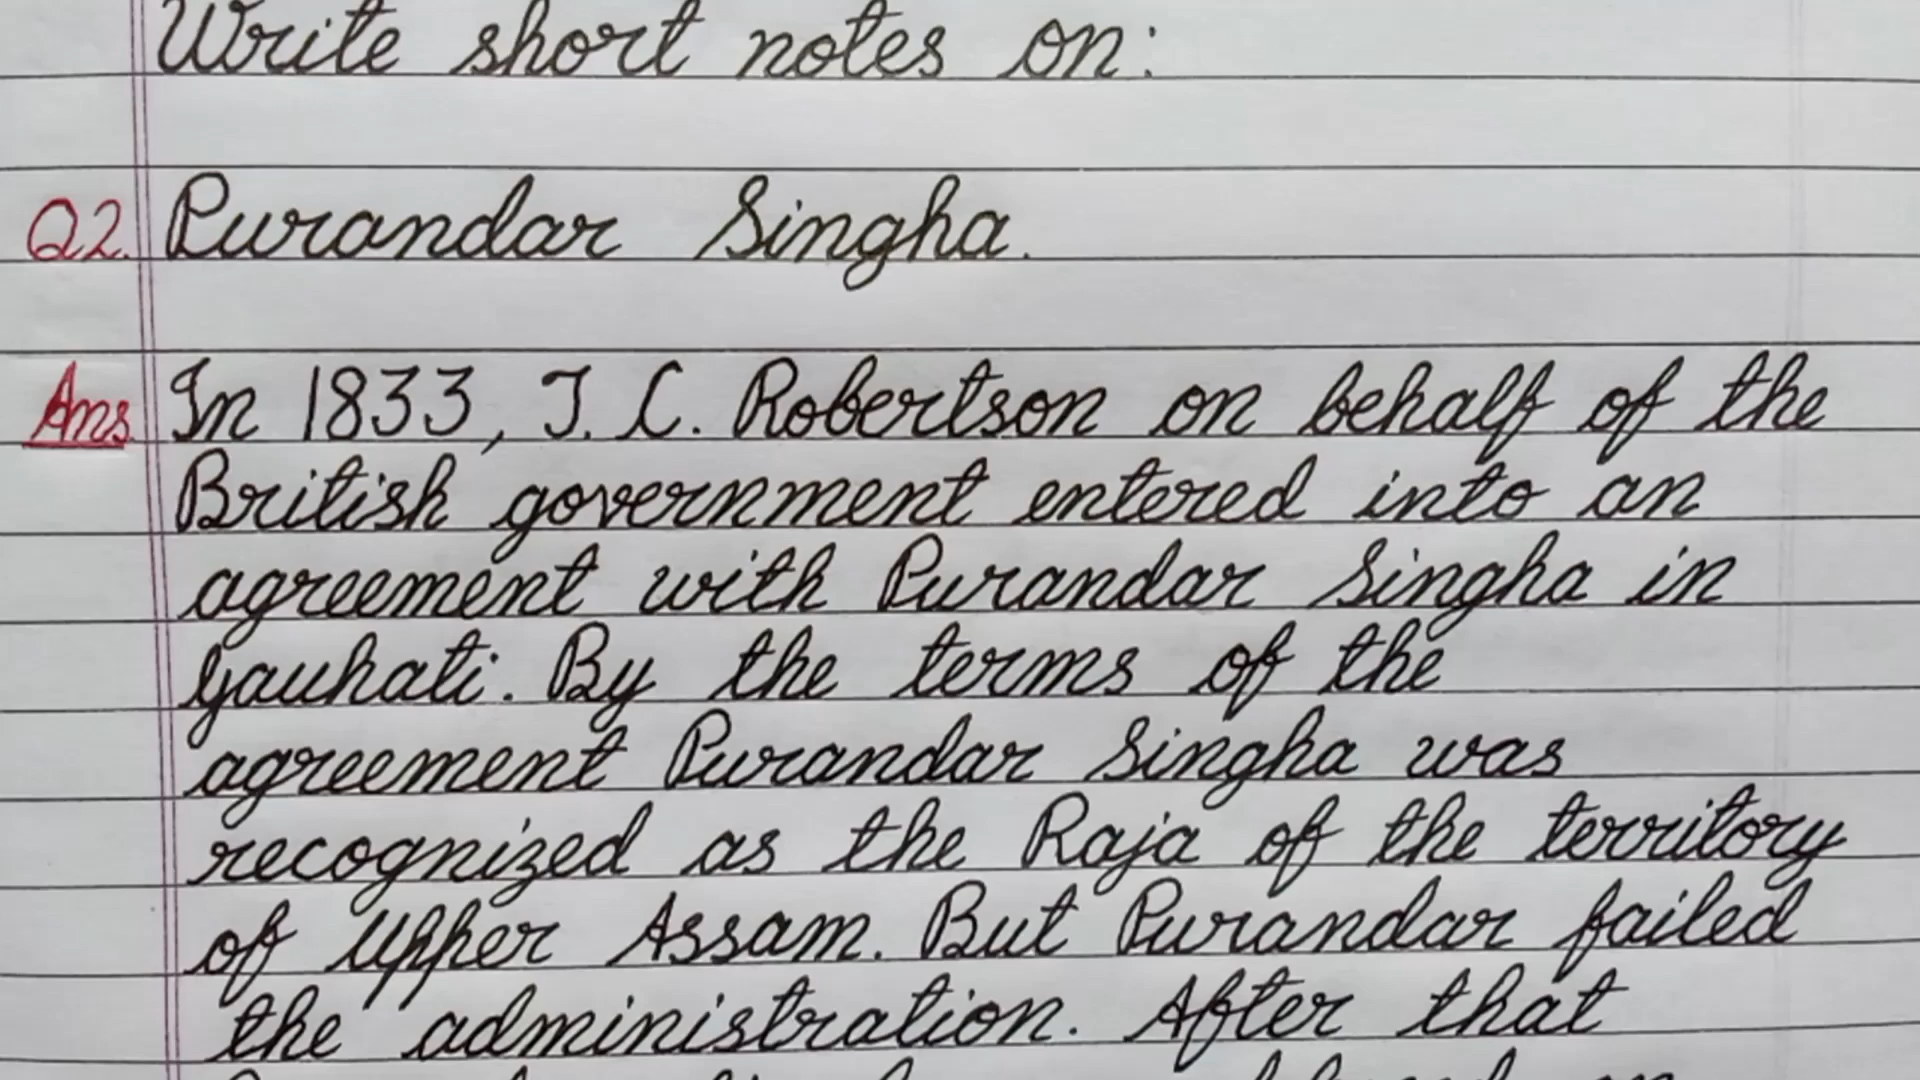 Write short notes on:
Q2. Purandar Singha.
Ans In 1833, T. C. Robertson on behalf of the
British government entered into an
agreement with Purandar Singha in
Gauhati. By the terms of the
agreement Purandar Singha was
recognized as the Raja of the territory
of Upper Assam. But Purandar failed
the administration. After that